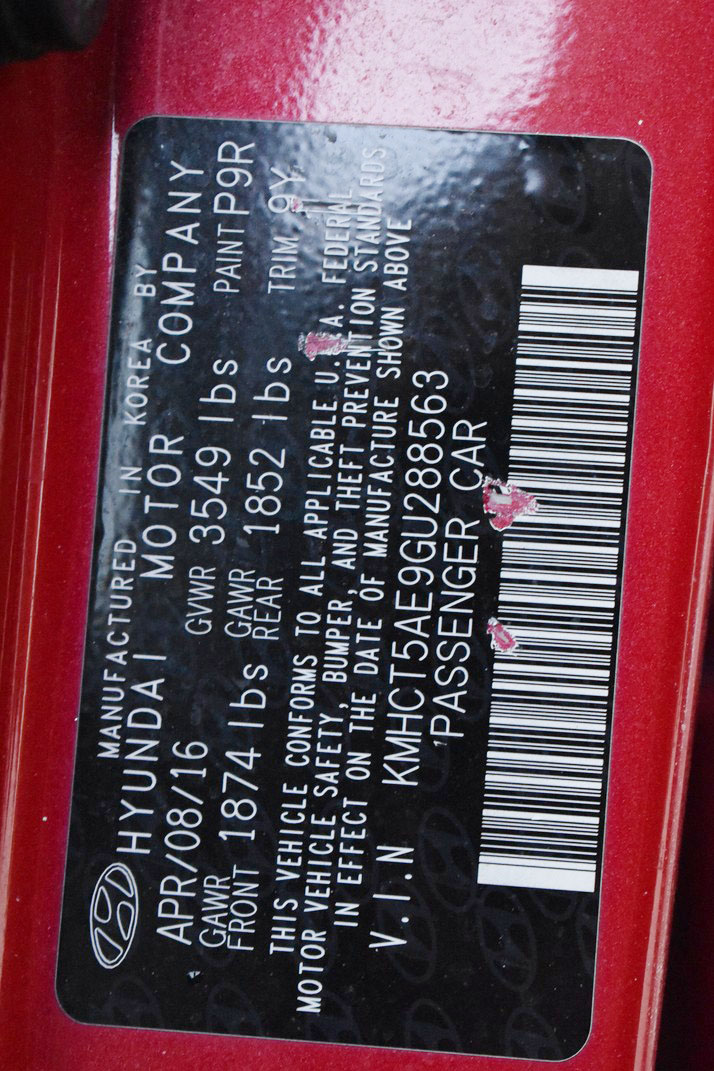 MANUFACTURED IN KOREA BY
HYUNDAI MOTOR COMPANY
APR/08/16 GVWR 3549 lbs PAINT P9R
GAWR FRONT 1874 lbs GAWR REAR 1852 lbs TRIM 9Y
THIS VEHICLE CONFORMS TO ALL APPLICABLE U. .A. FEDERAL
MOTOR VEHICLE SAFETY, BUMPER, AND THEFT PREVENTION STANDARDS
IN EFFECT ON THE DATE OF MANUFACTURE SHOWN ABOVE
V.I.N KMHCT5AE9GU288563
PASSENGER CAR